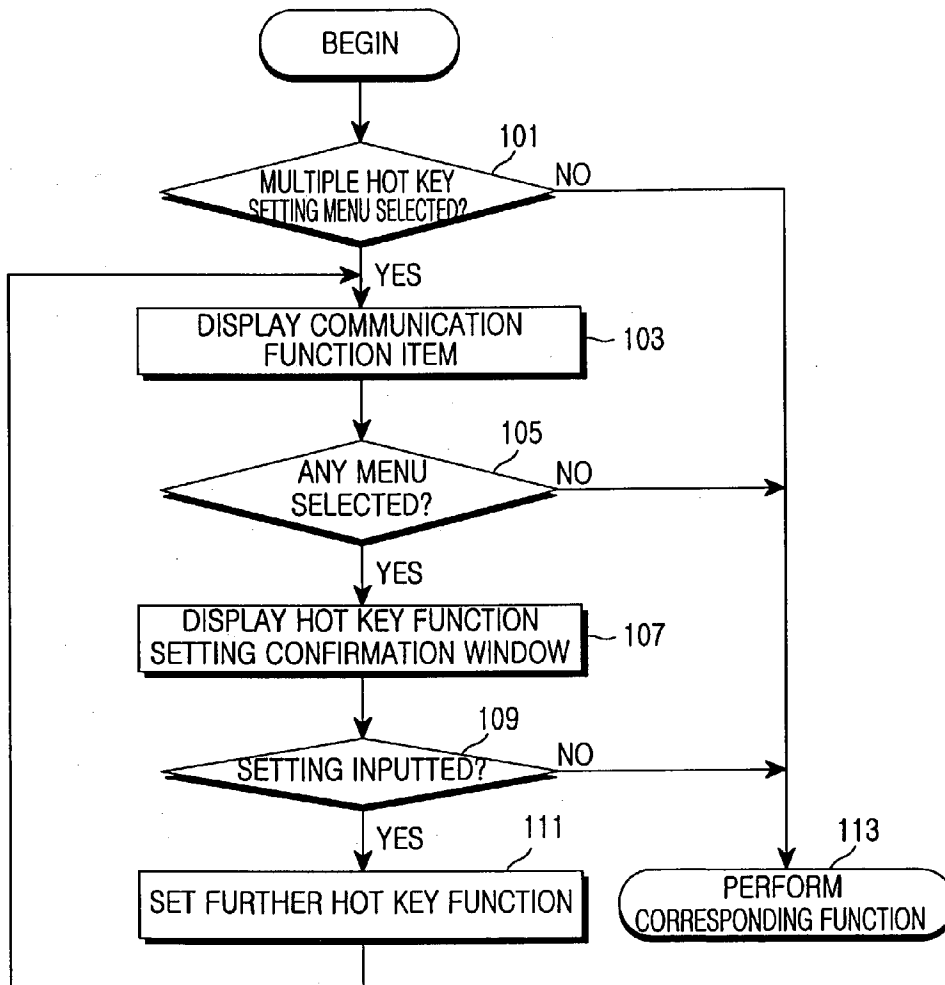 BEGIN
101
MULTIPLE HOT KEY
SETTING MENU SELECTED?
NO
YES
DISPLAY COMMUNICATION
FUNCTION ITEM
103
105
ANY MENU
SELECTED?
NO
YES
DISPLAY HOT KEY FUNCTION
SETTING CONFIRMATION WINDOW
107
109
SETTING INPUTTED?
NO
YES
111
SET FURTHER HOT KEY FUNCTION
113
PERFORM
CORRESPONDING FUNCTION